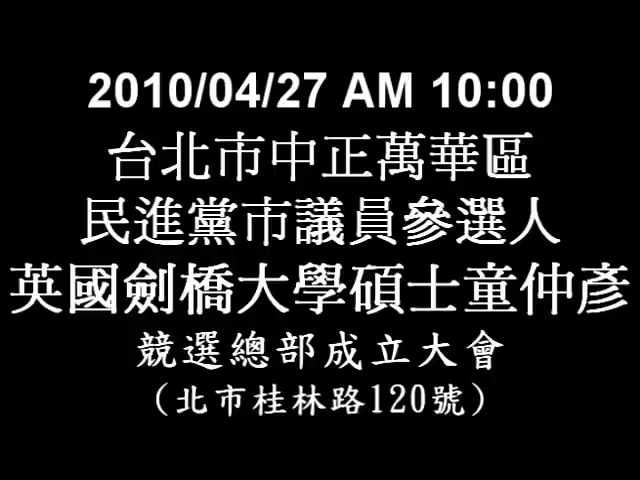 2010/04/27 AM 10:00
台北市中正萬華區
民進黨市議員參選人
英國劍橋大學碩士童仲彥
競選總部成立大會
(北市桂林路120號)